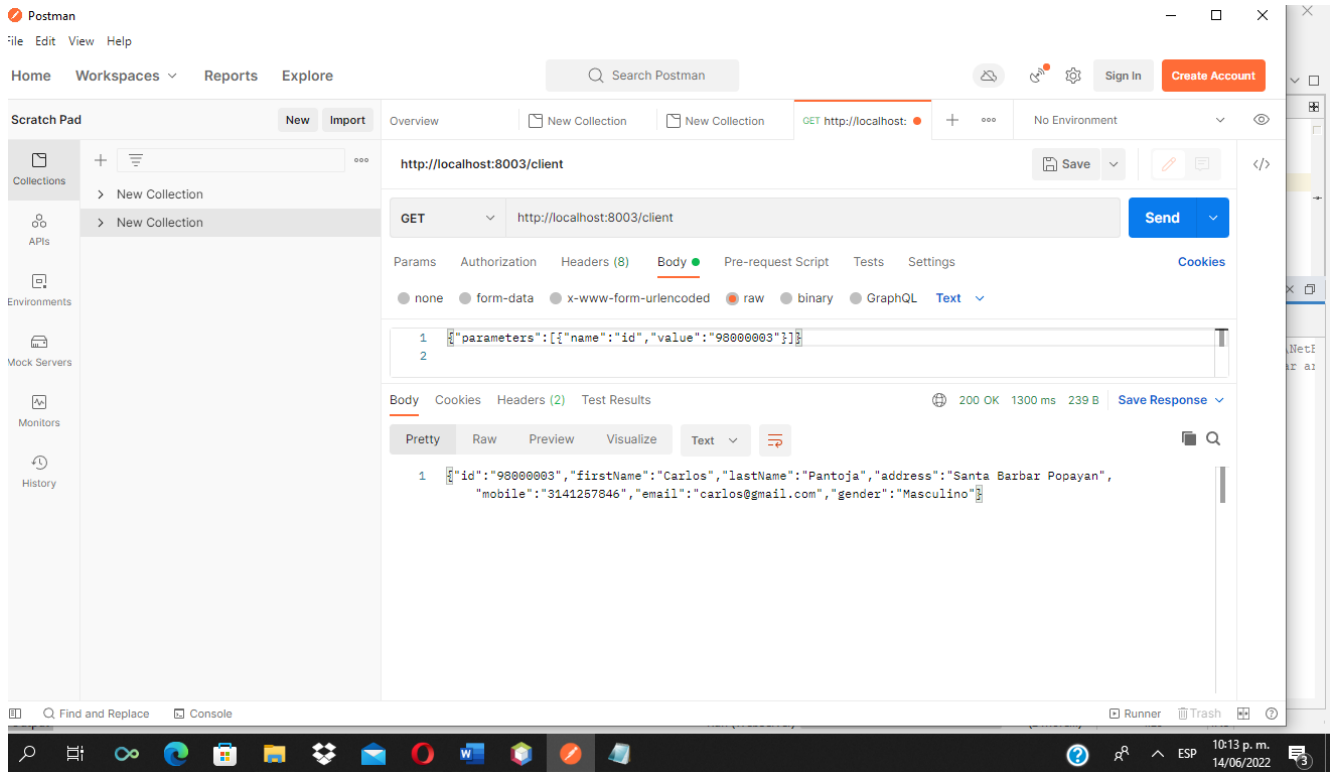 Postman
File Edit View Help
Home Workspaces Reports Explore
Search Postman
Sign In
Create Account
Scratch Pad
New
Import
Overview
New Collection
New Collection
GET http://localhost:
No Environment
Collections
APIs
Environments
Mock Servers
Monitors
History
New Collection
New Collection
http://localhost:8003/client
Save
GET
http://localhost:8003/client
Send
Params Authorization Headers (8) Body Pre-request Script Tests Settings
Cookies
none form-data x-www-form-urlencoded raw binary GraphQL Text
1 {"parameters":[{"name":"id","value":"98000003"}]}
2
Body Cookies Headers (2) Test Results
200 OK 1300 ms 239 B Save Response
Pretty Raw Preview Visualize Text
1 {"id":"98000003","firstName":"Carlos","lastName":"Pantoja","address":"Santa Barbar Popayan",
"mobile":"3141257846","email":"carlos@gmail.com","gender":"Masculino"}
Find and Replace Console
Runner Trash
ESP
10:13 p. m.
14/06/2022
3